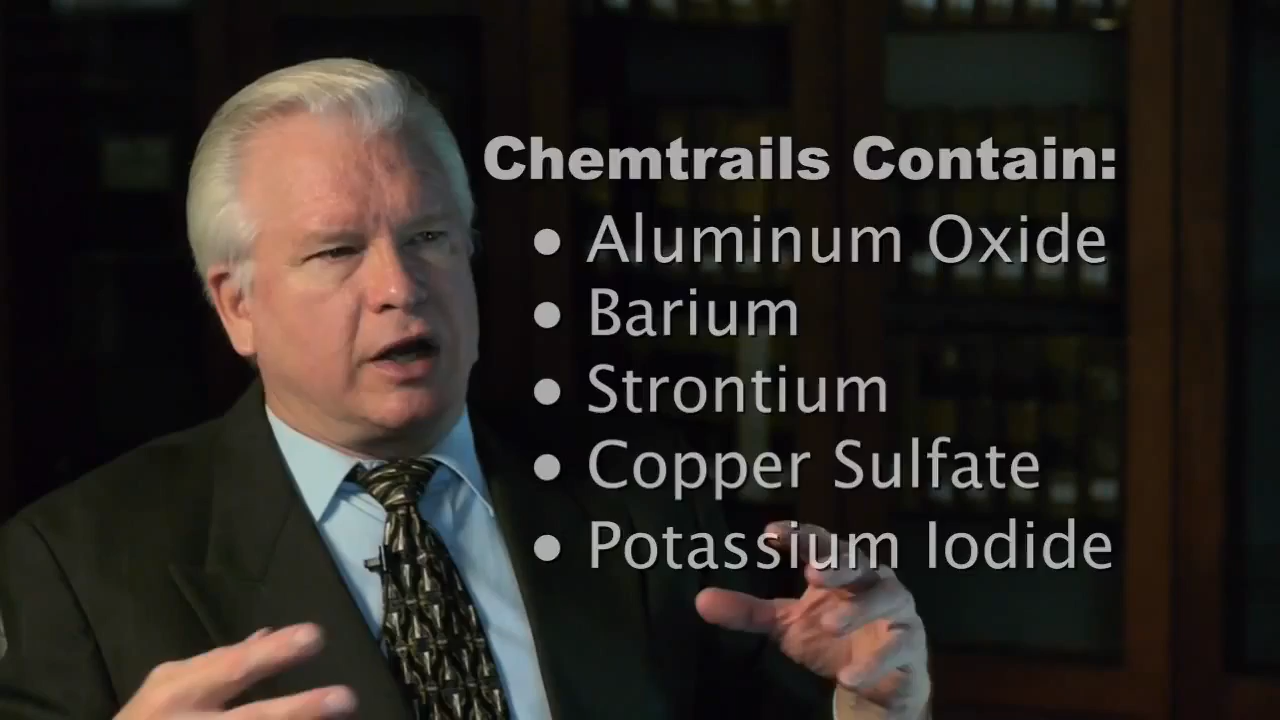 Chemtrails Contain:
● Aluminum Oxide
● Barium
● Strontium
● Copper Sulfate
● Potassium Iodide